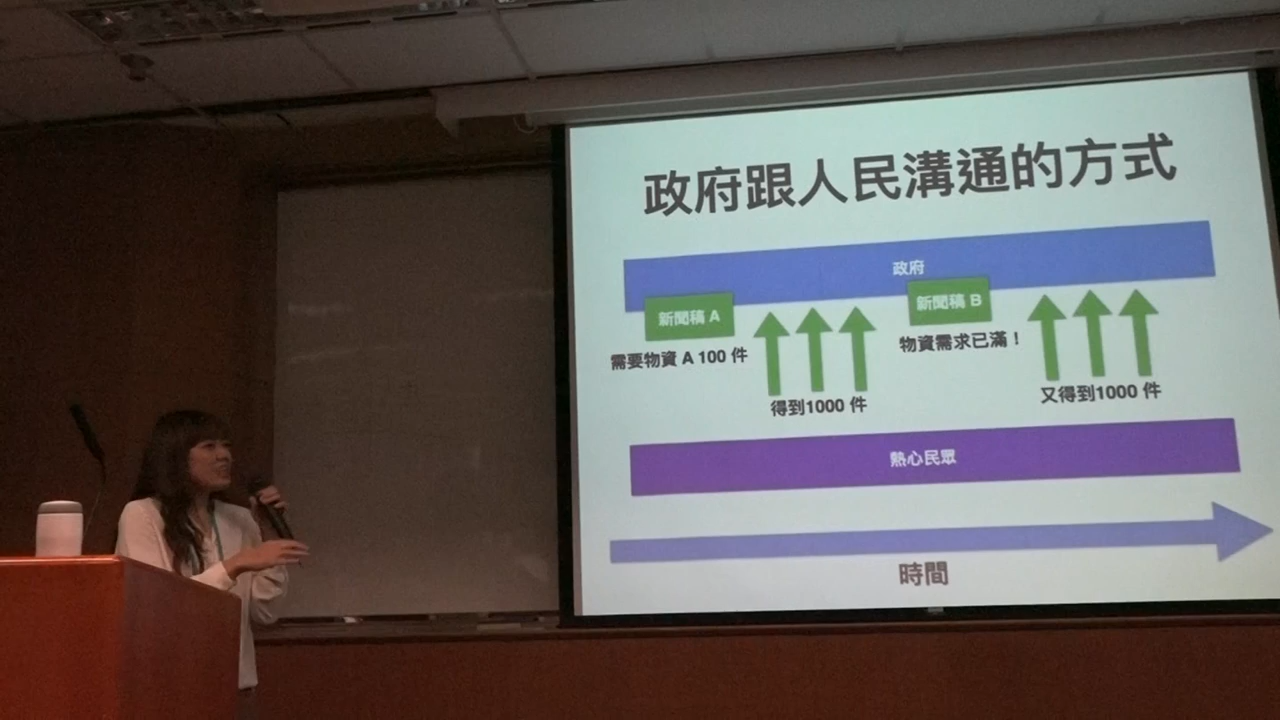 政府跟人民溝通的方式
政府
新聞稿 A
新聞稿 B
需要物資 A 100 件
物資需求已滿！
得到1000 件
又得到1000 件
熱心民眾
時間